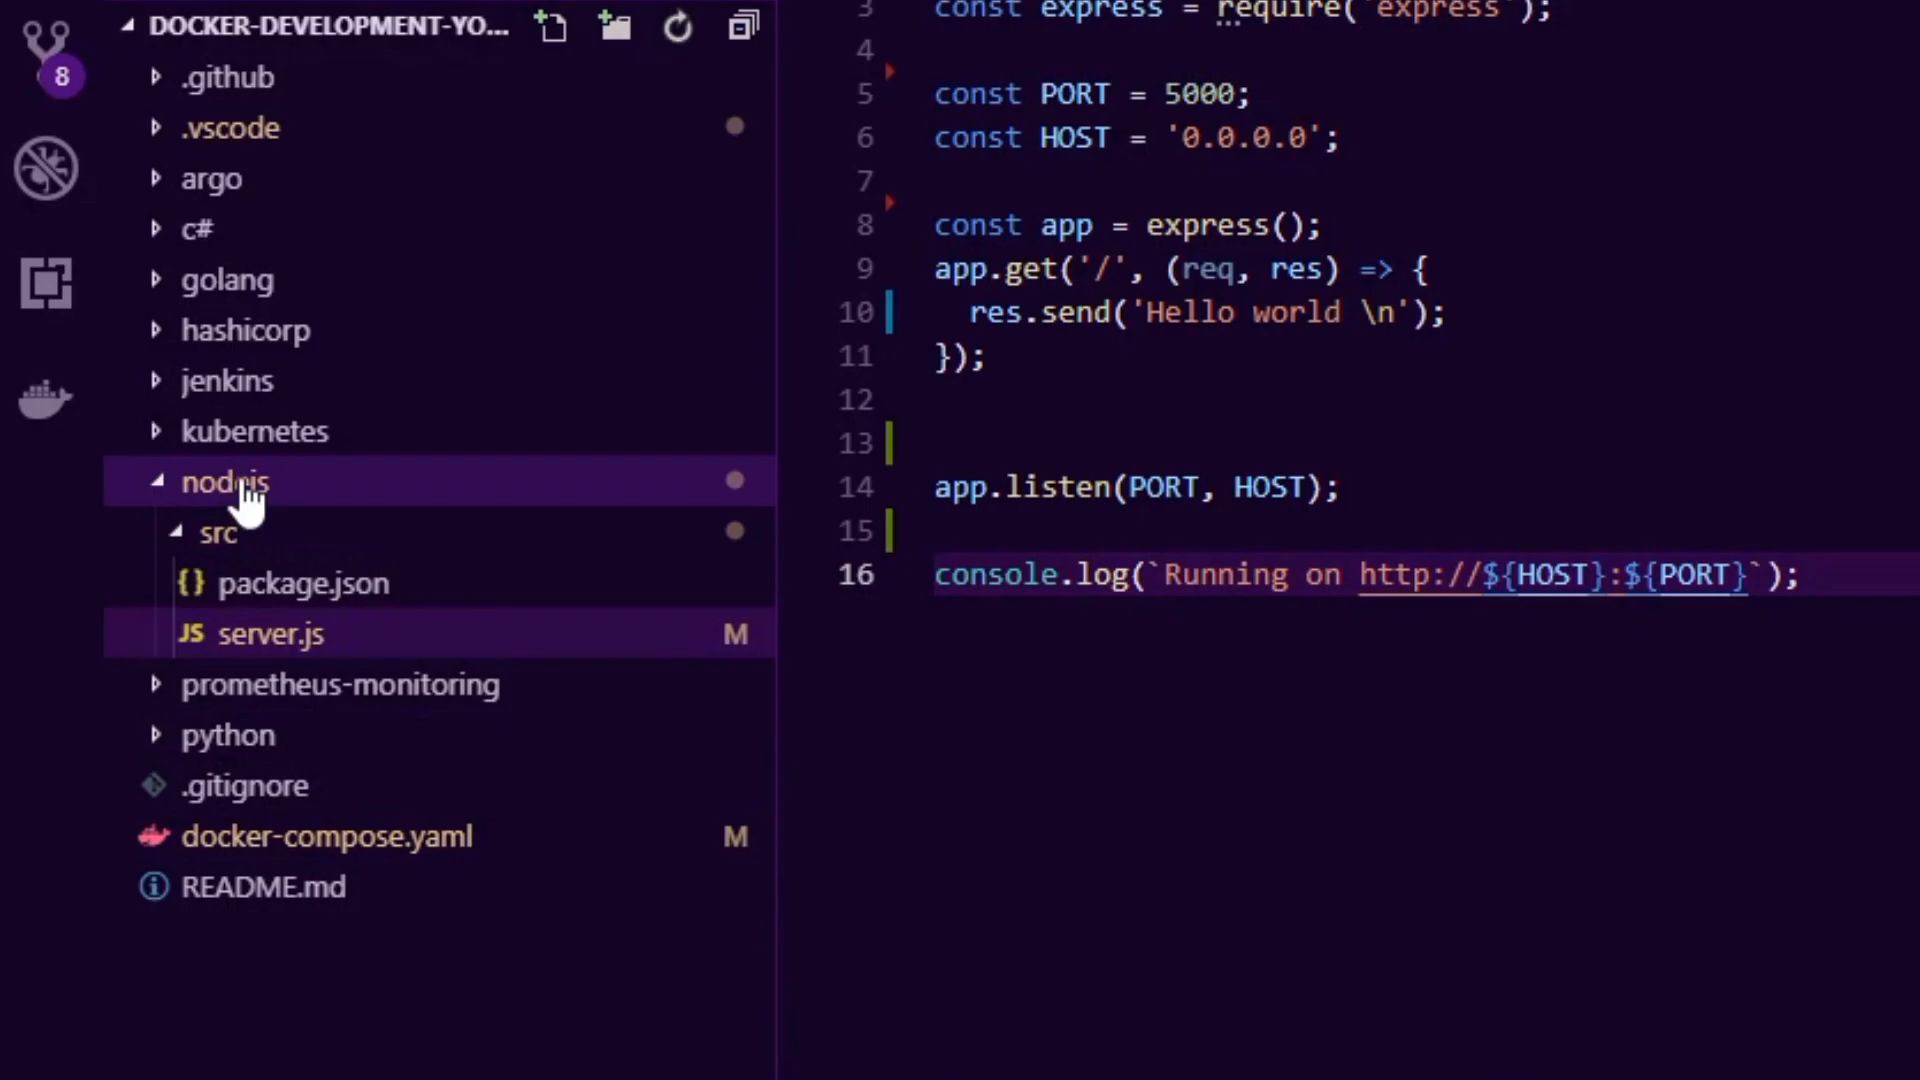 DOCKER-DEVELOPMENT-YO...
8
.github
.vscode
argo
c#
golang
hashicorp
jenkins
kubernetes
nodejs
src
{} package.json
JS server.js M
prometheus-monitoring
python
.gitignore
docker-compose.yaml M
README.md
3 const express = require('express');
4
5 const PORT = 5000;
6 const HOST = '0.0.0.0';
7
8 const app = express();
9 app.get('/', (req, res) => {
10 res.send('Hello world \n');
11 });
12
13
14 app.listen(PORT, HOST);
15
16 console.log(`Running on http://${HOST}:${PORT}`);